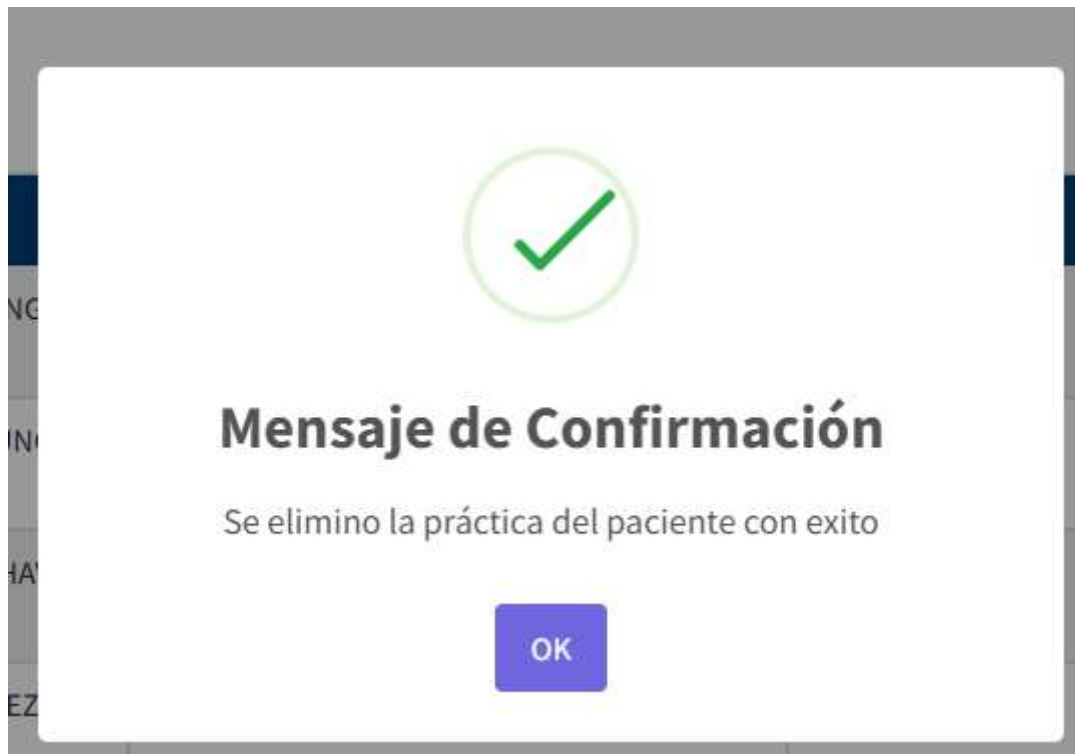 Mensaje de Confirmación
Se elimino la práctica del paciente con exito
OK